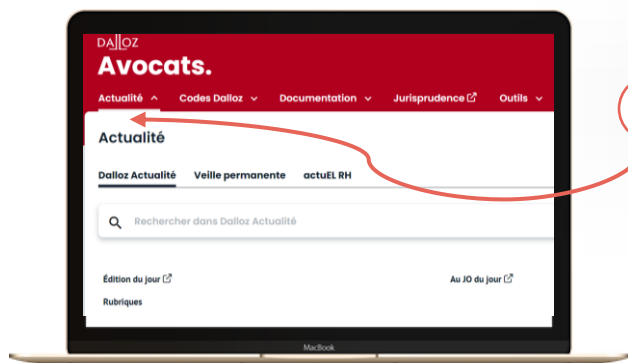 DALLOZ
Avocats.
Actualité Codes Dalloz Documentation Jurisprudence Outils
Actualité
Dalloz Actualité Veille permanente actuEL RH
Rechercher dans Dalloz Actualité
Édition du jour Au JO du jour
Rubriques
MacBook